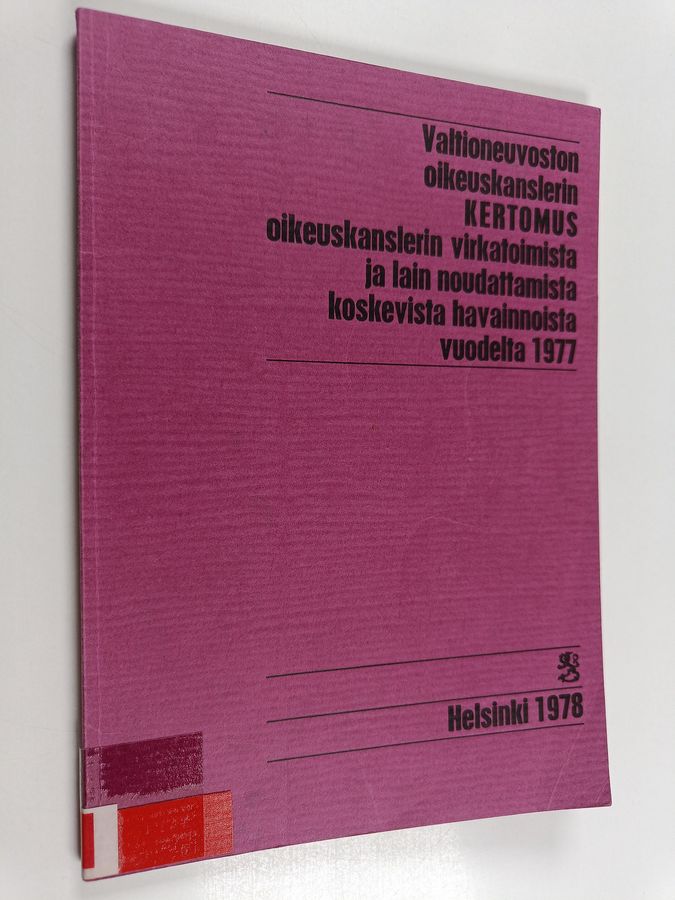 Valtioneuvoston
oikeuskanslerin
KERTOMUS
oikeuskanslerin virkatoimista
ja lain noudattamista
koskevista havainnoista
vuodelta 1977
Helsinki 1978